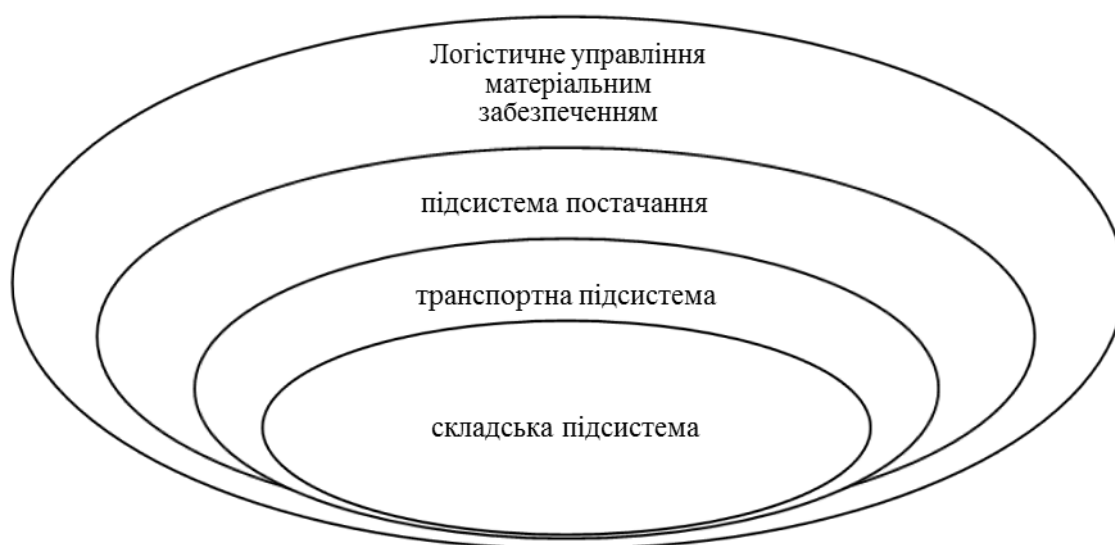 Логістичне управління
матеріальним
забезпеченням
підсистема постачання
транспортна підсистема
складська підсистема